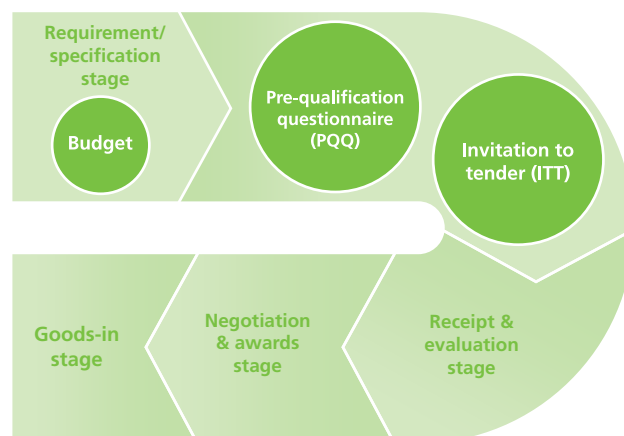 Requirement/
specification
stage
Budget
Pre-qualification
questionnaire
(PQQ)
Invitation to
tender (ITT)
Goods-in
stage
Negotiation
& awards
stage
Receipt &
evaluation
stage